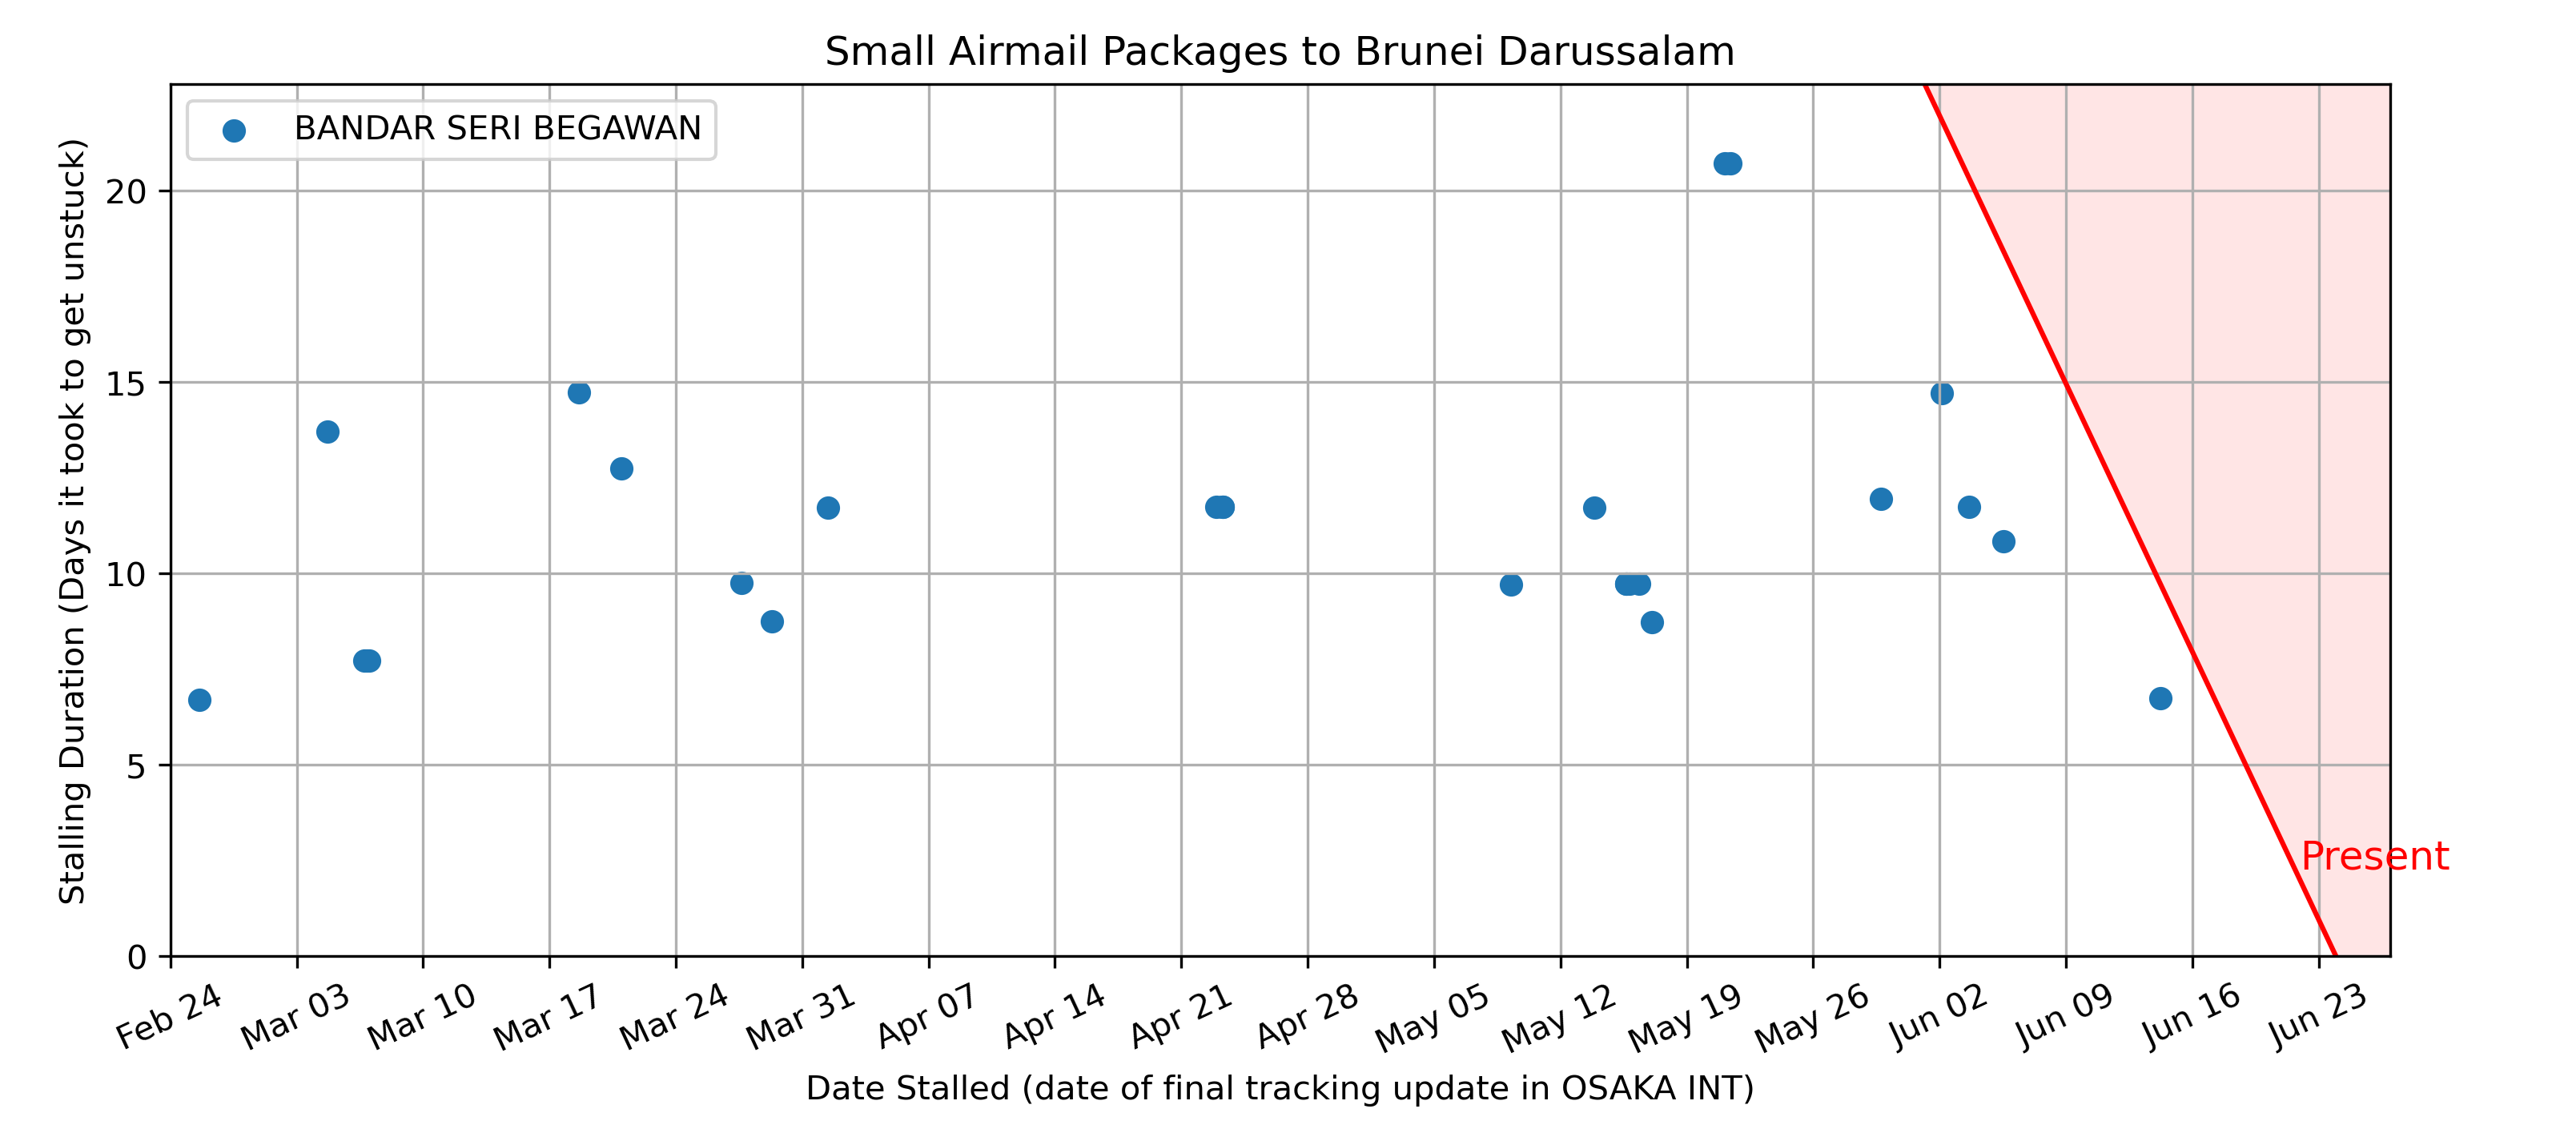 Small Airmail Packages to Brunei Darussalam
BANDAR SERI BEGAWAN
Stalling Duration (Days it took to get unstuck)
20
15
10
5
0
Present
Feb 24
Mar 03
Mar 10
Mar 17
Mar 24
Mar 31
Apr 07
Apr 14
Apr 21
Apr 28
May 05
May 12
May 19
May 26
Jun 02
Jun 09
Jun 16
Jun 23
Date Stalled (date of final tracking update in OSAKA INT)